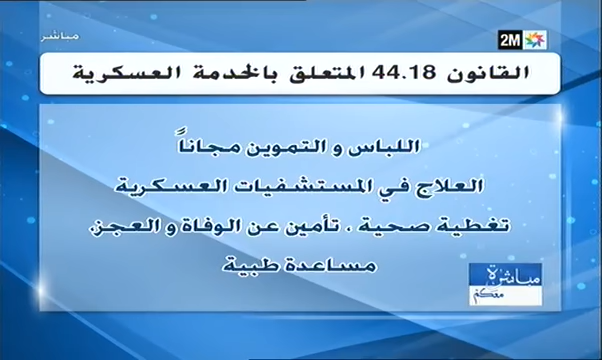 مباشر
2M
القانون 44.18 المتعلق بالخدمة العسكرية
اللباس و التموين مجاناً
العلاج في المستشفيات العسكرية
تغطية صحية ، تأمين عن الوفاة و العجز،
مساعدة طبية
مباشرة
معكم